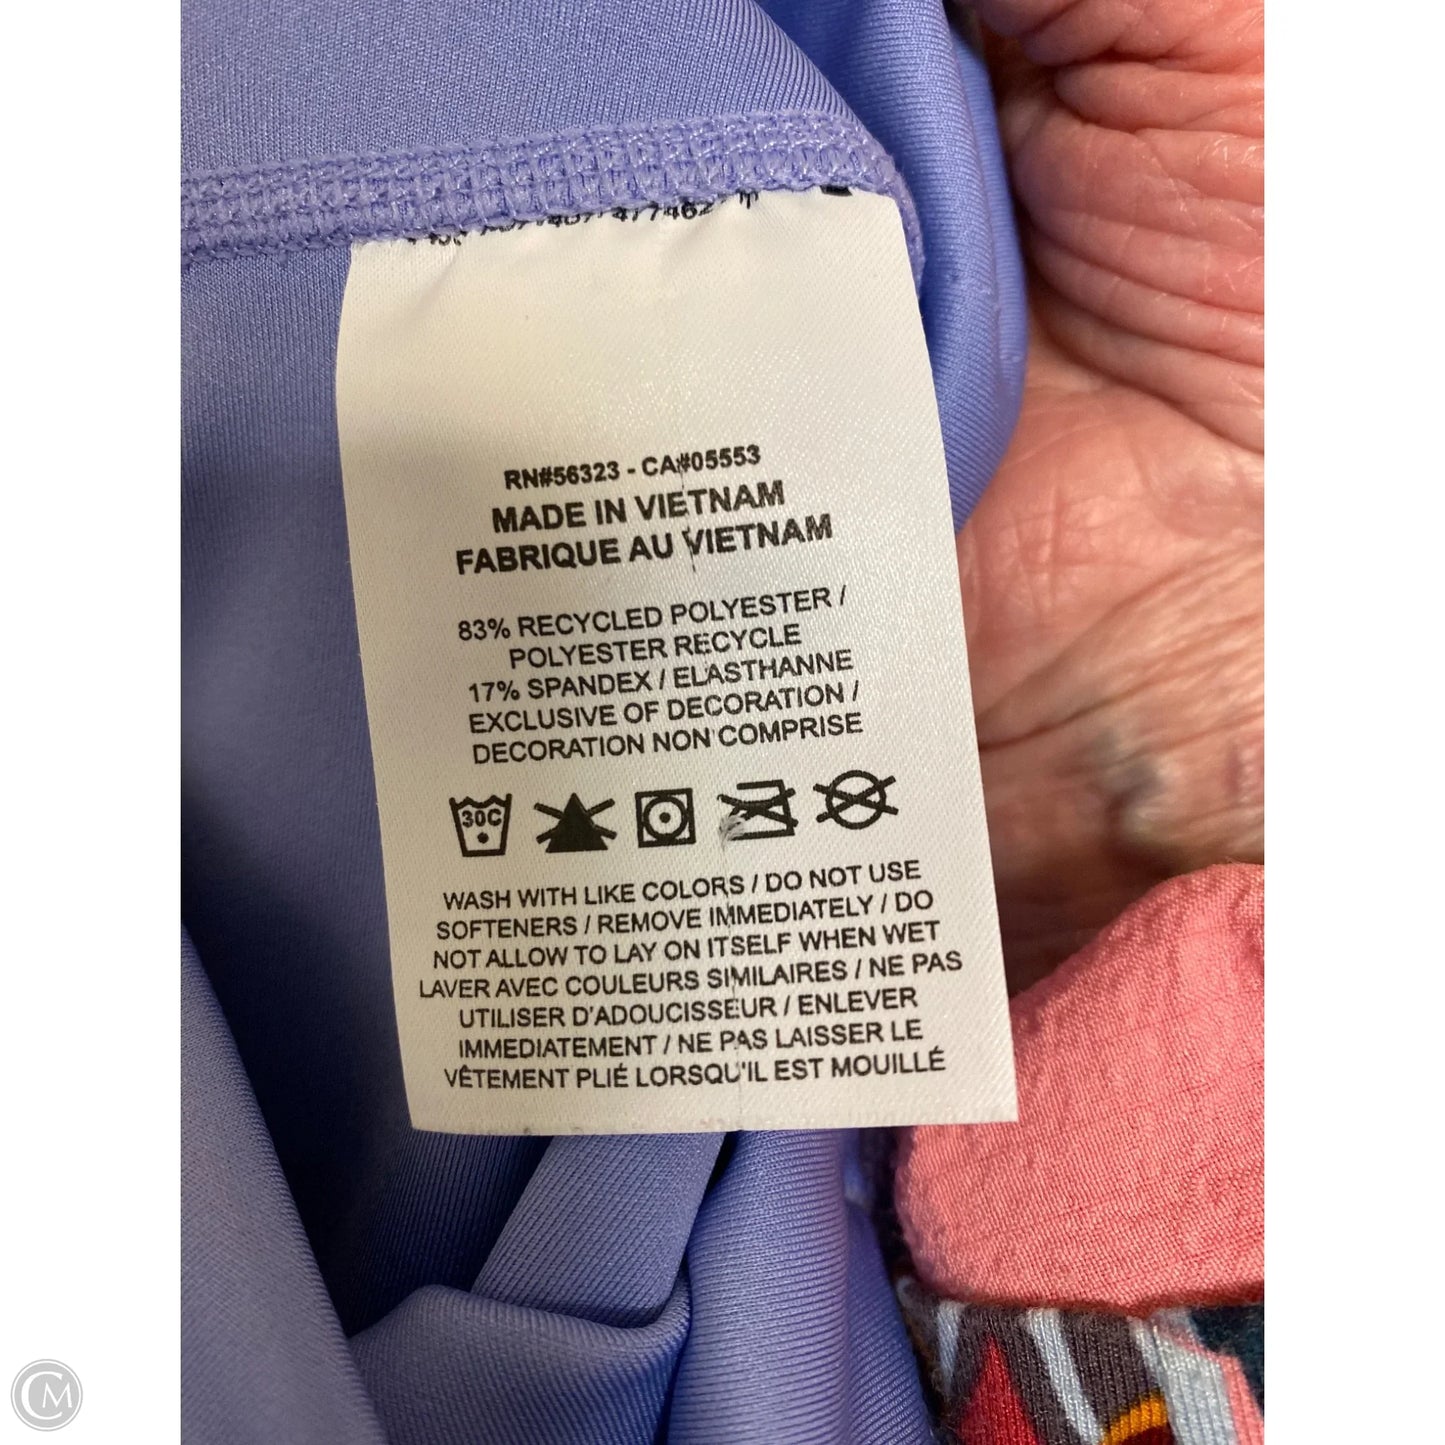 RN#56323 - CA#05553
MADE IN VIETNAM
FABRIQUE AU VIETNAM
83% RECYCLED POLYESTER /
POLYESTER RECYCLE
17% SPANDEX / ELASTHANNE
EXCLUSIVE OF DECORATION /
DECORATION NON COMPRISE
30C
WASH WITH LIKE COLORS / DO NOT USE
SOFTENERS / REMOVE IMMEDIATELY / DO
NOT ALLOW TO LAY ON ITSELF WHEN WET
LAVER AVEC COULEURS SIMILAIRES / NE PAS
UTILISER D'ADOUCISSEUR / ENLEVER
IMMEDIATEMENT / NE PAS LAISSER LE
VÊTEMENT PLIÉ LORSQU'IL EST MOUILLÉ
CM